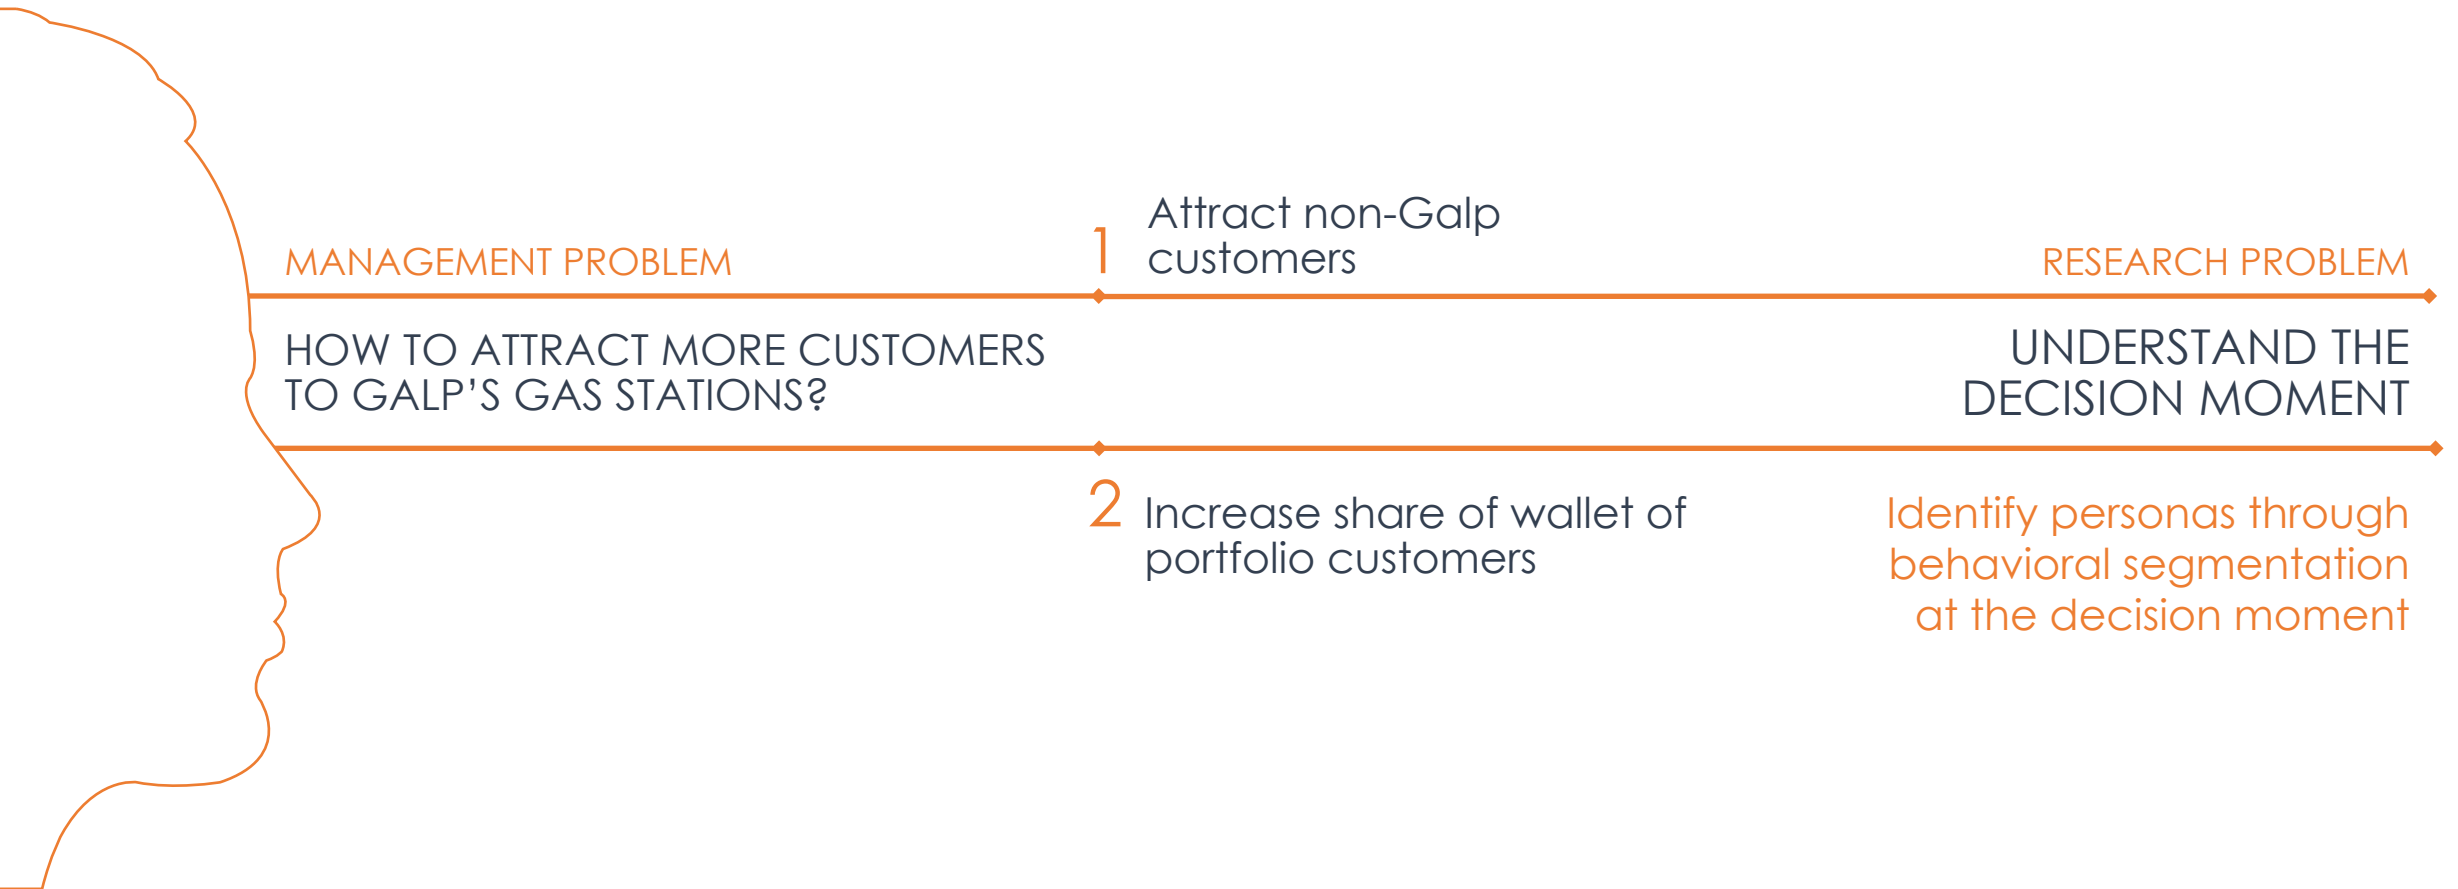 MANAGEMENT PROBLEM
HOW TO ATTRACT MORE CUSTOMERS
TO GALP’S GAS STATIONS?
1
Attract non-Galp
customers
2
Increase share of wallet of
portfolio customers
RESEARCH PROBLEM
UNDERSTAND THE
DECISION MOMENT
Identify personas through
behavioral segmentation
at the decision moment